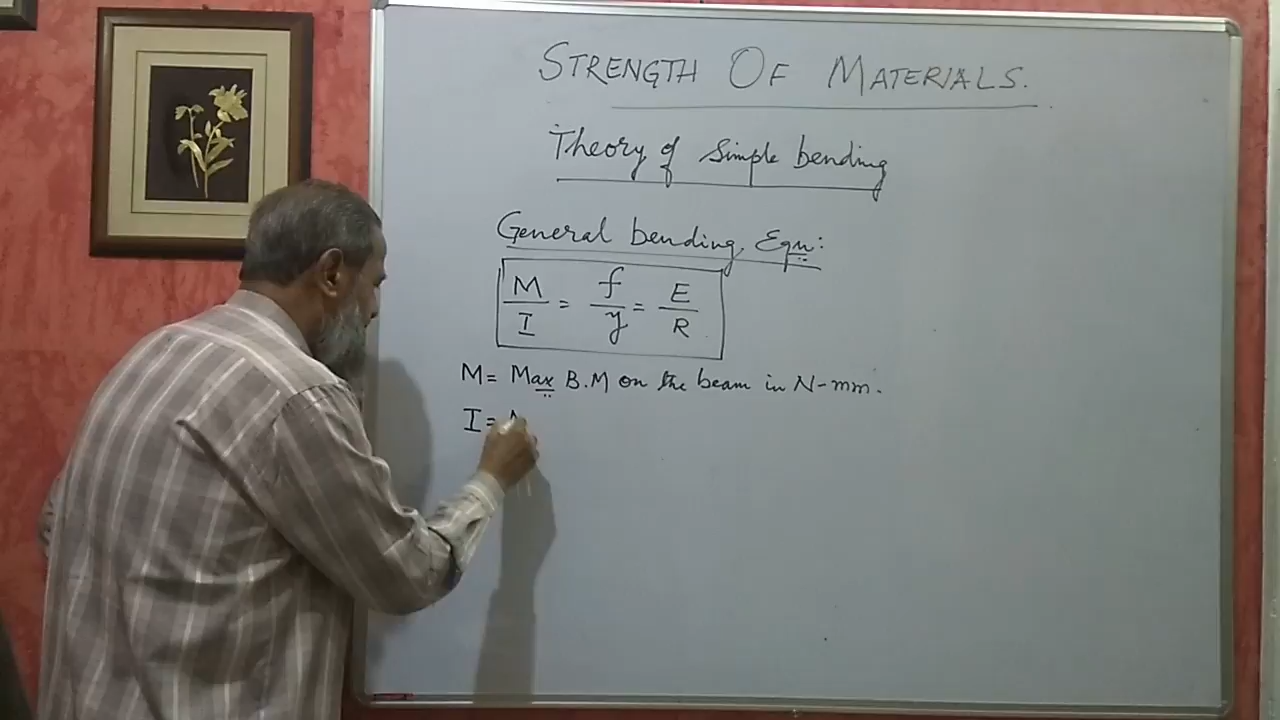 STRENGTH OF MATERIALS.
Theory of simple bending
General bending Eqn:
M/I = f/y = E/R
M = Max B.M on the beam in N-mm.
I =